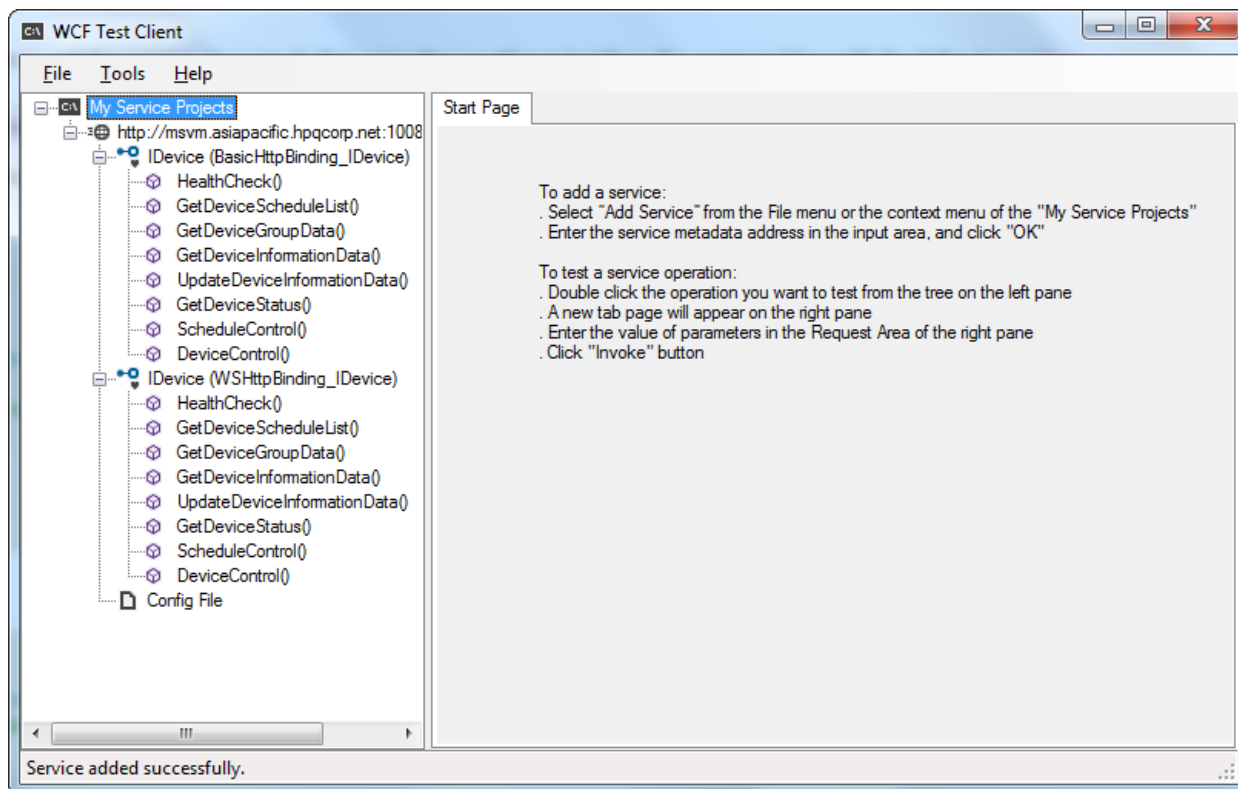 WCF Test Client
File Tools Help
My Service Projects
http://msvm.asiapacific.hpqcorp.net:1008
IDevice (BasicHttpBinding_IDevice)
HealthCheck()
GetDeviceScheduleList()
GetDeviceGroupData()
GetDeviceInformationData()
UpdateDeviceInformationData()
GetDeviceStatus()
ScheduleControl()
DeviceControl()
IDevice (WSHttpBinding_IDevice)
HealthCheck()
GetDeviceScheduleList()
GetDeviceGroupData()
GetDeviceInformationData()
UpdateDeviceInformationData()
GetDeviceStatus()
ScheduleControl()
DeviceControl()
Config File
Start Page
To add a service:
. Select "Add Service" from the File menu or the context menu of the "My Service Projects"
. Enter the service metadata address in the input area, and click "OK"
To test a service operation:
. Double click the operation you want to test from the tree on the left pane
. A new tab page will appear on the right pane
. Enter the value of parameters in the Request Area of the right pane
. Click "Invoke" button
Service added successfully.